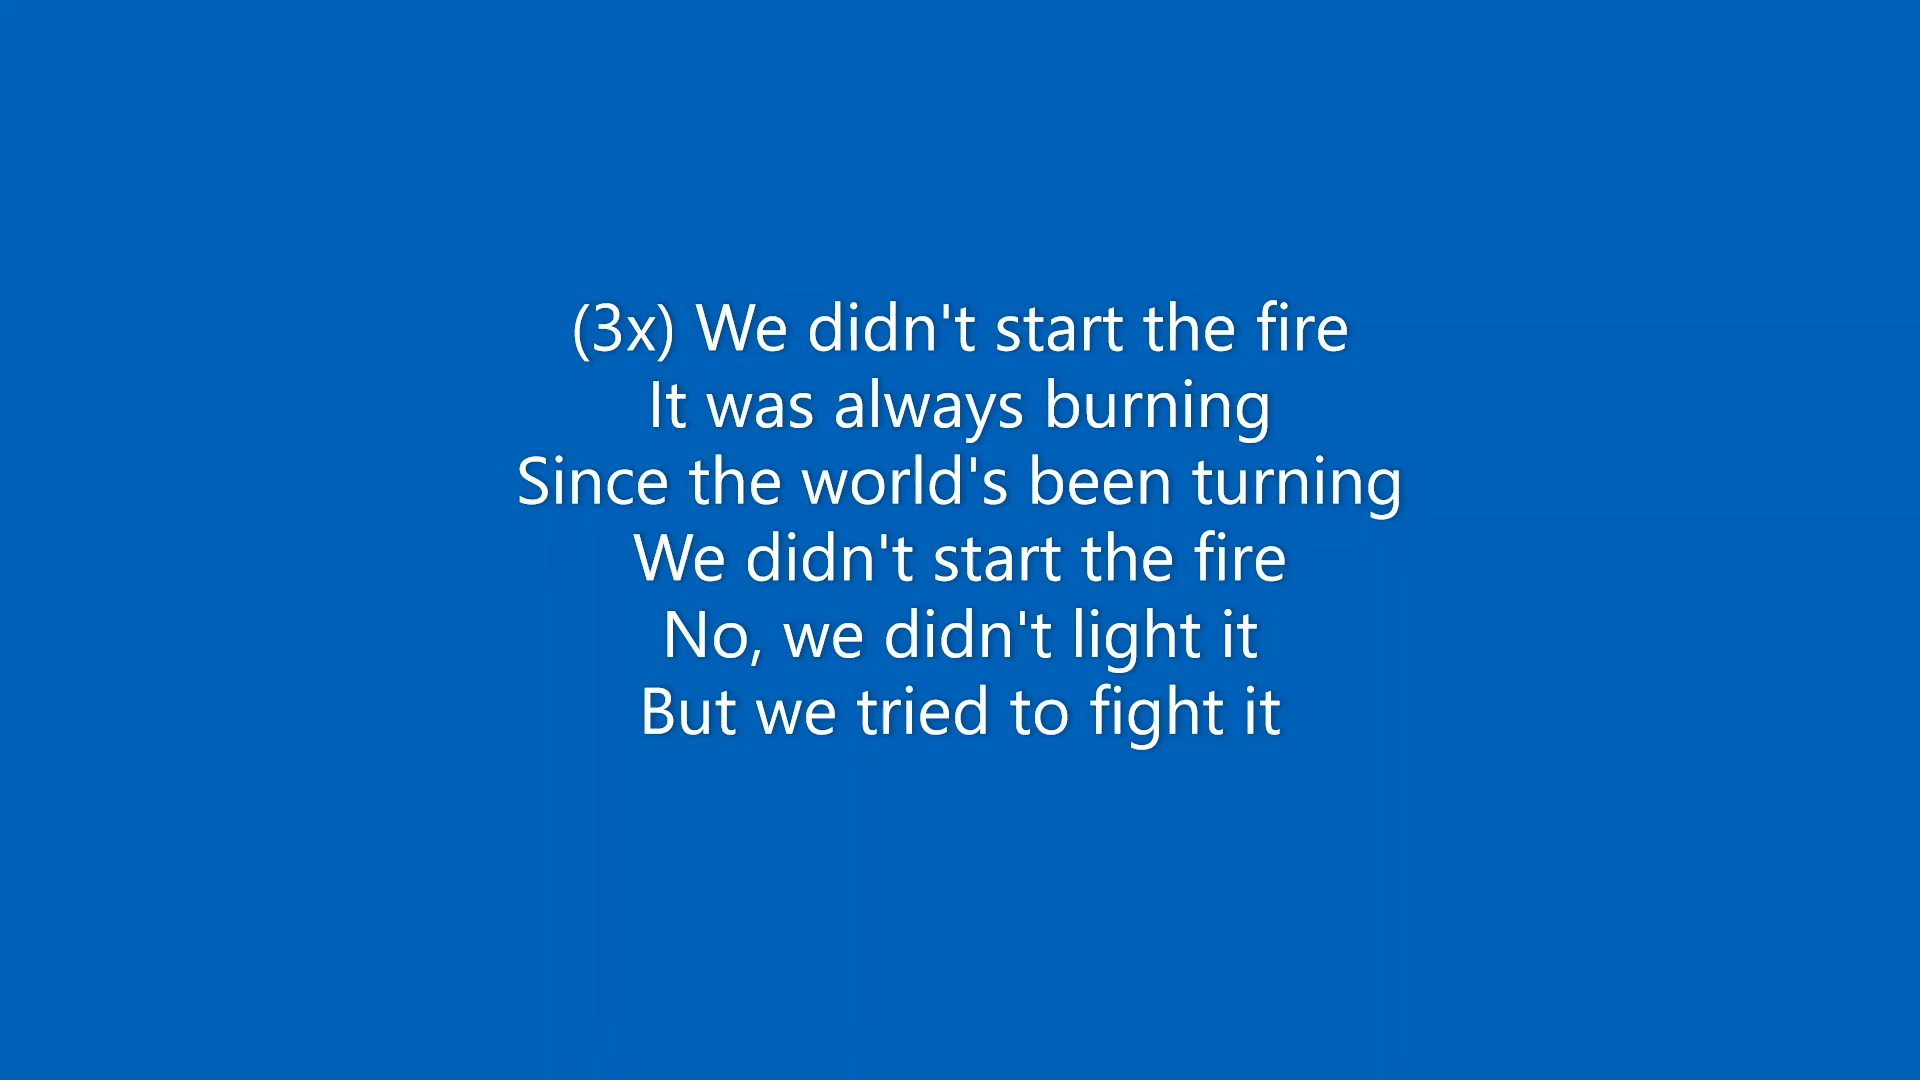 (3x) We didn't start the fire
It was always burning
Since the world's been turning
We didn't start the fire
No, we didn't light it
But we tried to fight it